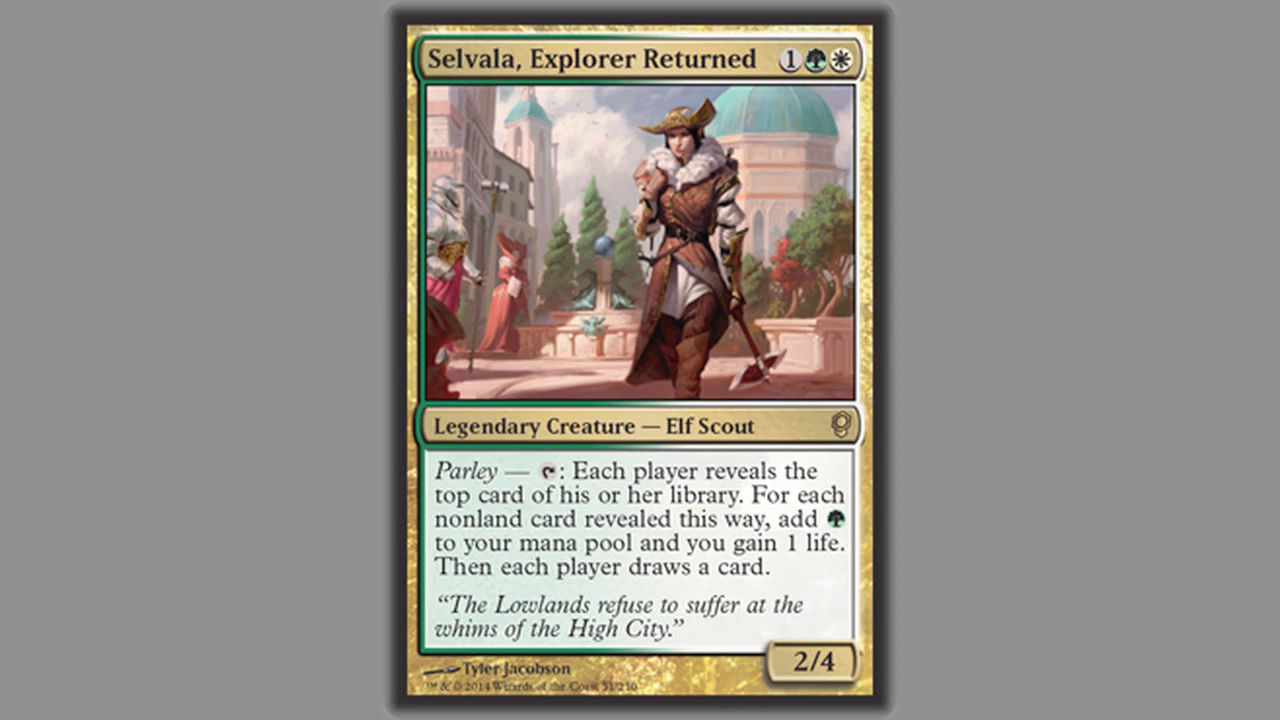 Selvala, Explorer Returned 1
Legendary Creature — Elf Scout
Parley — : Each player reveals the
top card of his or her library. For each
nonland card revealed this way, add
to your mana pool and you gain 1 life.
Then each player draws a card.
“The Lowlands refuse to suffer at the
whims of the High City.”
2/4
Tyler Jacobson
™ & © 2014 Wizards of the Coast 51/210